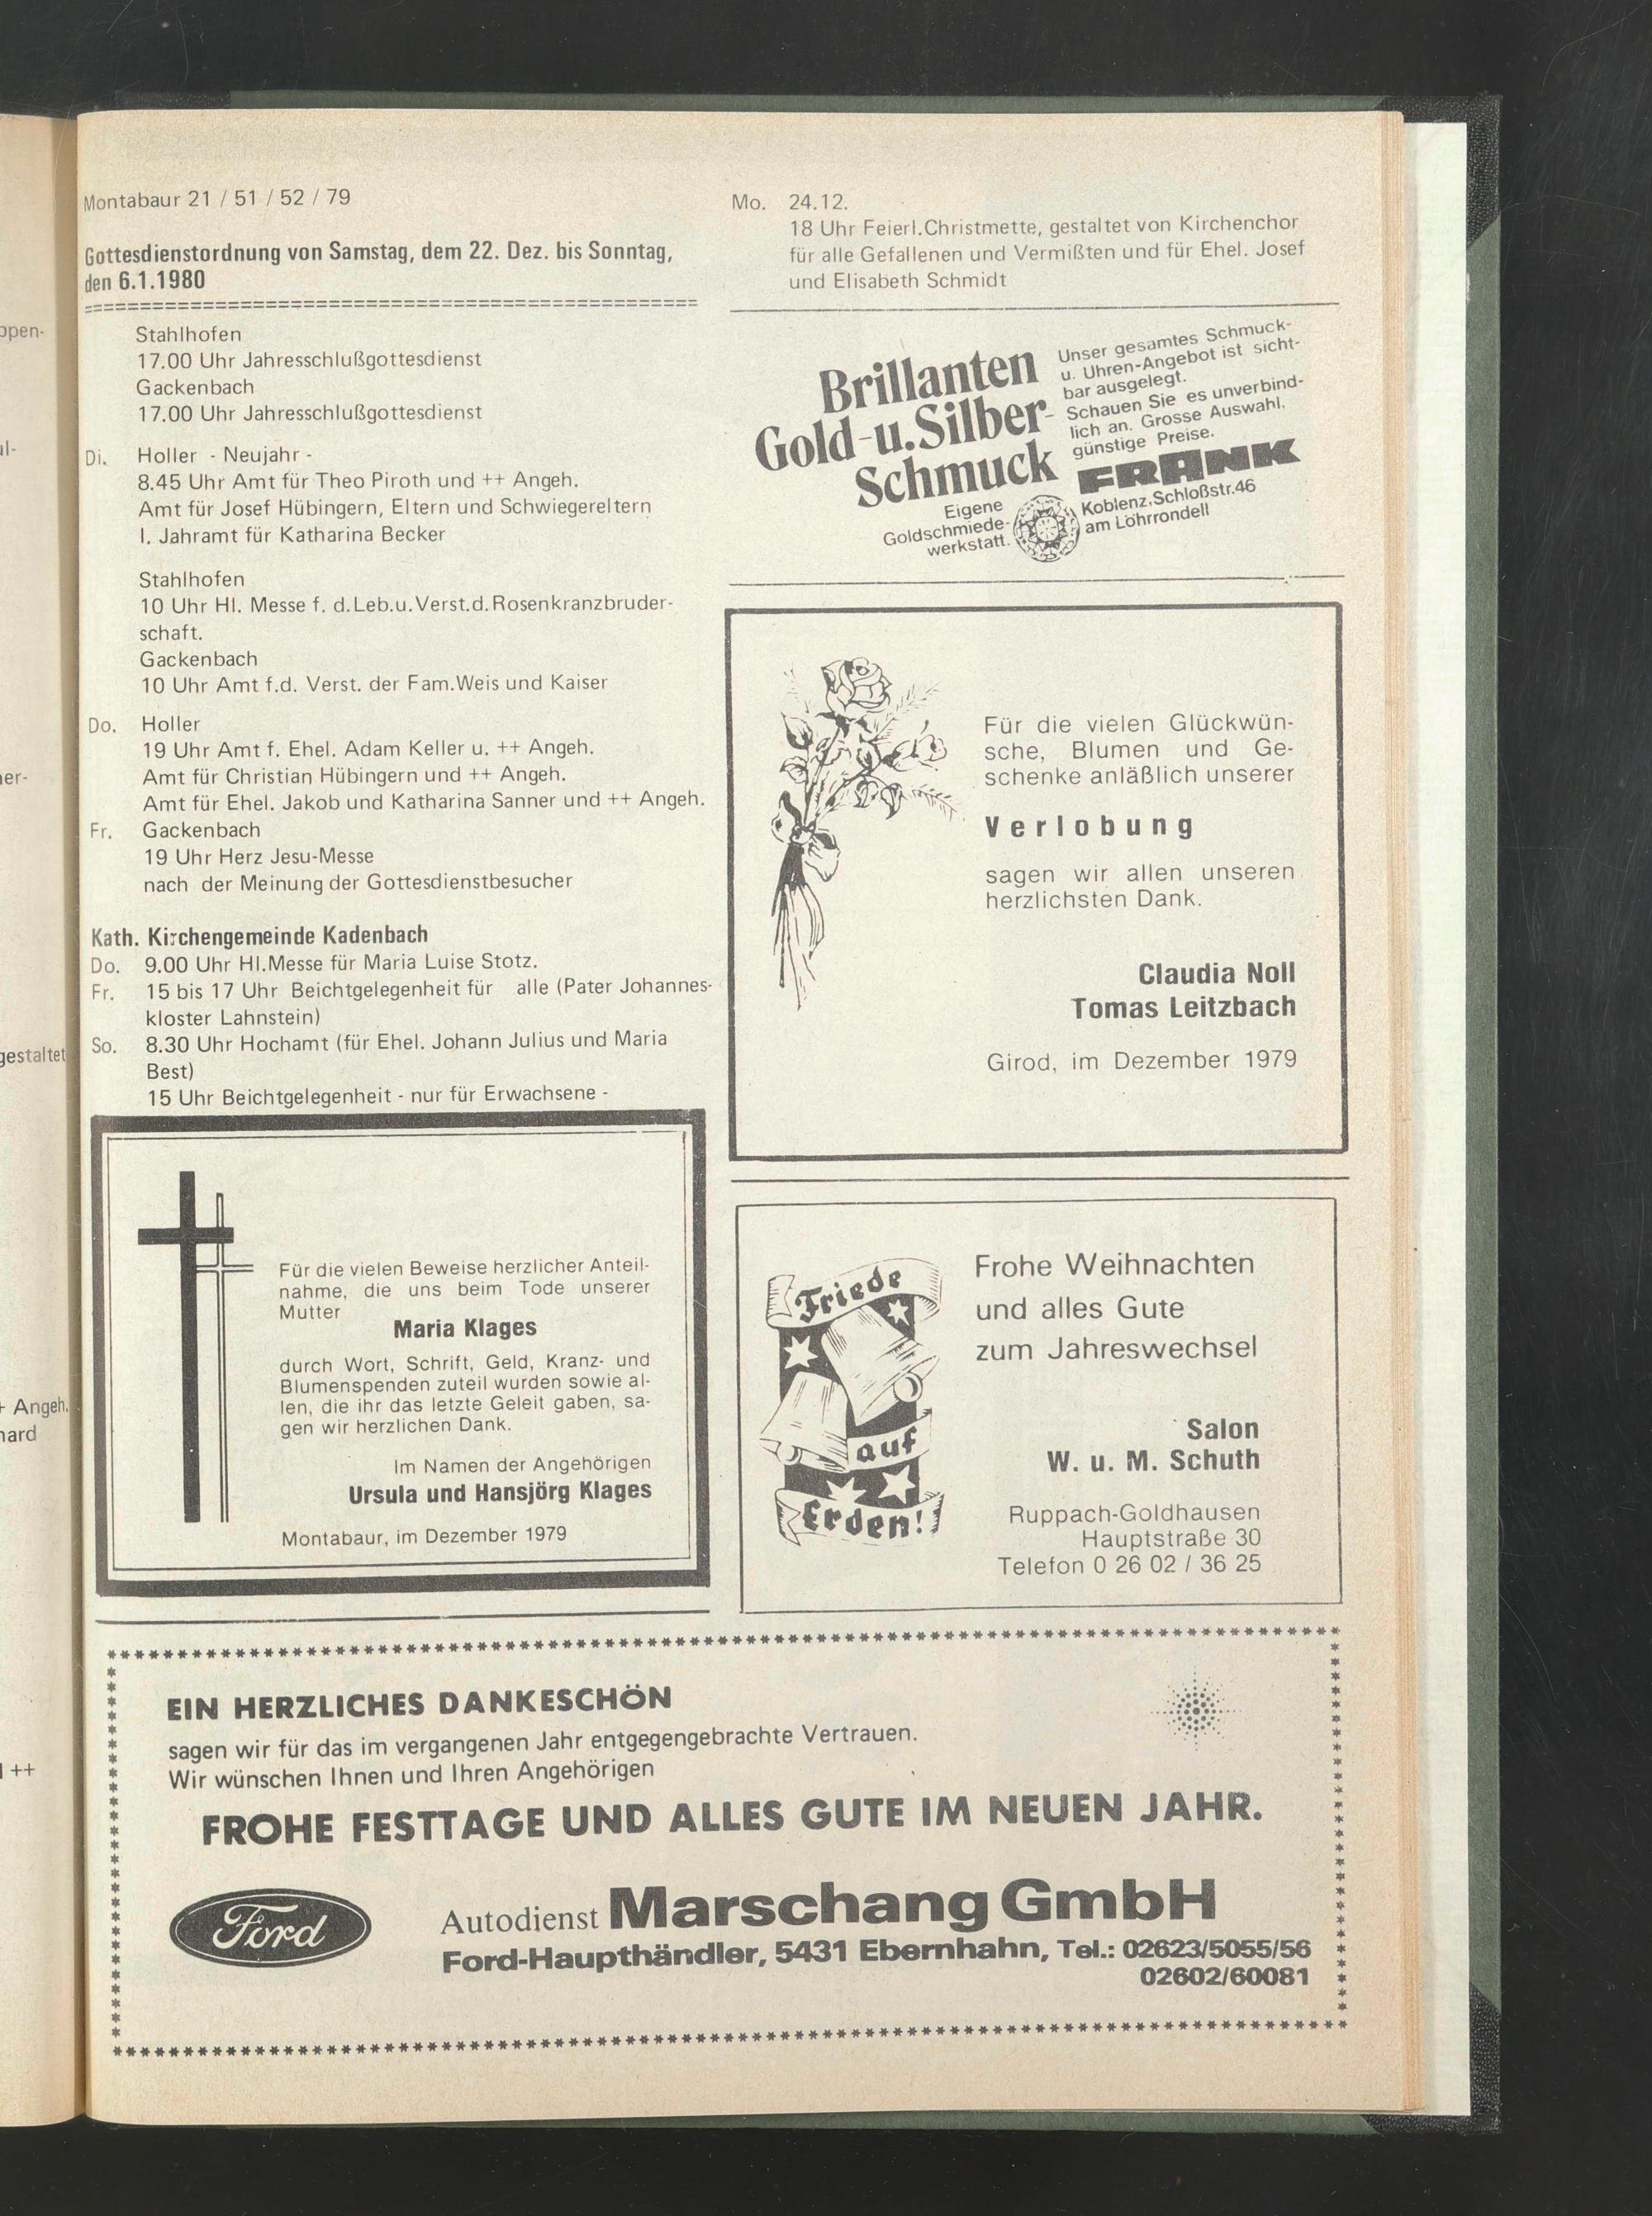 Montabaur 21 / 51 / 52 / 79
Gottesdienstordnung von Samstag, dem 22. Dez. bis Sonntag,
den 6.1.1980
Stahlhofen
17.00 Uhr Jahresschlußgottesdienst
Gackenbach
17.00 Uhr Jahresschlußgottesdienst
Di. Holler - Neujahr -
8.45 Uhr Amt für Theo Piroth und ++ Angeh.
Amt für Josef Hübingern, Eltern und Schwiegereltern
I. Jahramt für Katharina Becker
Stahlhofen
10 Uhr Hl. Messe f. d.Leb.u.Verst.d.Rosenkranzbruder-
schaft.
Gackenbach
10 Uhr Amt f.d. Verst. der Fam.Weis und Kaiser
Do. Holler
19 Uhr Amt f. Ehel. Adam Keller u. ++ Angeh.
Amt für Christian Hübingern und ++ Angeh.
Amt für Ehel. Jakob und Katharina Sanner und ++ Angeh.
Fr. Gackenbach
19 Uhr Herz Jesu-Messe
nach der Meinung der Gottesdienstbesucher
Kath. Kirchengemeinde Kadenbach
Do. 9.00 Uhr Hl.Messe für Maria Luise Stotz.
Fr. 15 bis 17 Uhr Beichtgelegenheit für alle (Pater Johannes-
kloster Lahnstein)
So. 8.30 Uhr Hochamt (für Ehel. Johann Julius und Maria
Best)
15 Uhr Beichtgelegenheit - nur für Erwachsene -
Für die vielen Beweise herzlicher Anteil-
nahme, die uns beim Tode unserer
Mutter
Maria Klages
durch Wort, Schrift, Geld, Kranz- und
Blumenspenden zuteil wurden sowie al-
len, die ihr das letzte Geleit gaben, sa-
gen wir herzlichen Dank.
Im Namen der Angehörigen
Ursula und Hansjörg Klages
Montabaur, im Dezember 1979
Mo. 24.12.
18 Uhr Feierl.Christmette, gestaltet von Kirchenchor
für alle Gefallenen und Vermißten und für Ehel. Josef
und Elisabeth Schmidt
Brillanten
Gold-u.Silber-
Schmuck
Eigene
Goldschmiede-
werkstatt.
Unser gesamtes Schmuck-
u. Uhren-Angebot ist sicht-
bar ausgelegt.
Schauen Sie es unverbind-
lich an. Grosse Auswahl,
günstige Preise.
FRANK
Koblenz,Schloßstr.46
am Löhrrondell
Für die vielen Glückwün-
sche, Blumen und Ge-
schenke anläßlich unserer
Verlobung
sagen wir allen unseren
herzlichsten Dank.
Claudia Noll
Tomas Leitzbach
Girod, im Dezember 1979
Friede
auf
Erden!
Frohe Weihnachten
und alles Gute
zum Jahreswechsel
Salon
W. u. M. Schuth
Ruppach-Goldhausen
Hauptstraße 30
Telefon 0 26 02 / 36 25
EIN HERZLICHES DANKESCHÖN
sagen wir für das im vergangenen Jahr entgegengebrachte Vertrauen.
Wir wünschen Ihnen und Ihren Angehörigen
FROHE FESTTAGE UND ALLES GUTE IM NEUEN JAHR.
Ford
Autodienst Marschang GmbH
Ford-Haupthändler, 5431 Ebernhahn, Tel.: 02623/5055/56
02602/60081
gestaltet
+ Angeh.
++